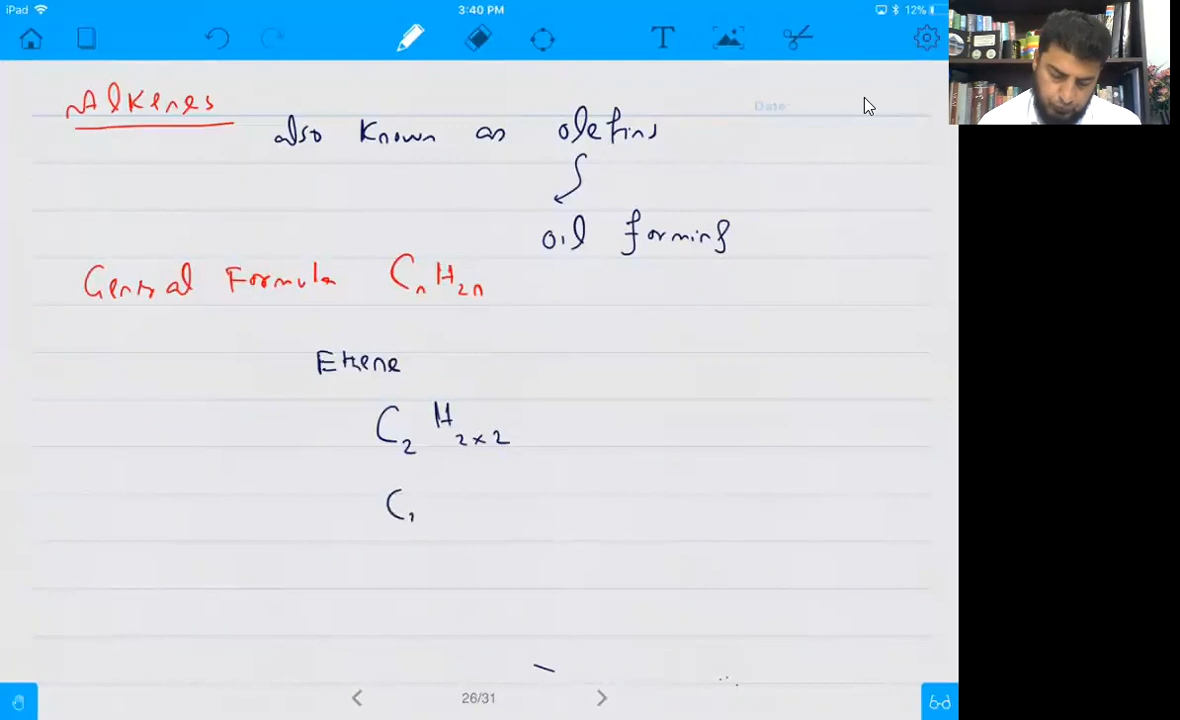 iPad 3:40 PM 12%
T
Alkenes
Date:
also known as olefins
oil forming
General Formula CnH2n
Ethene
C2 H2×2
C
26/31